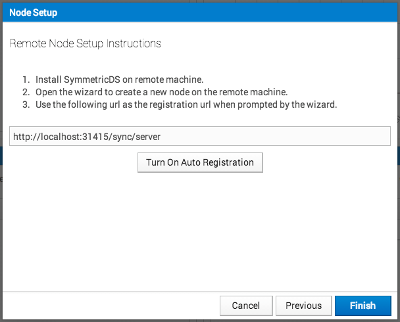 Node Setup
Remote Node Setup Instructions
1. Install SymmetricDS on remote machine.
2. Open the wizard to create a new node on the remote machine.
3. Use the following url as the registration url when prompted by the wizard.
http://localhost:31415/sync/server
Turn On Auto Registration
Cancel Previous Finish